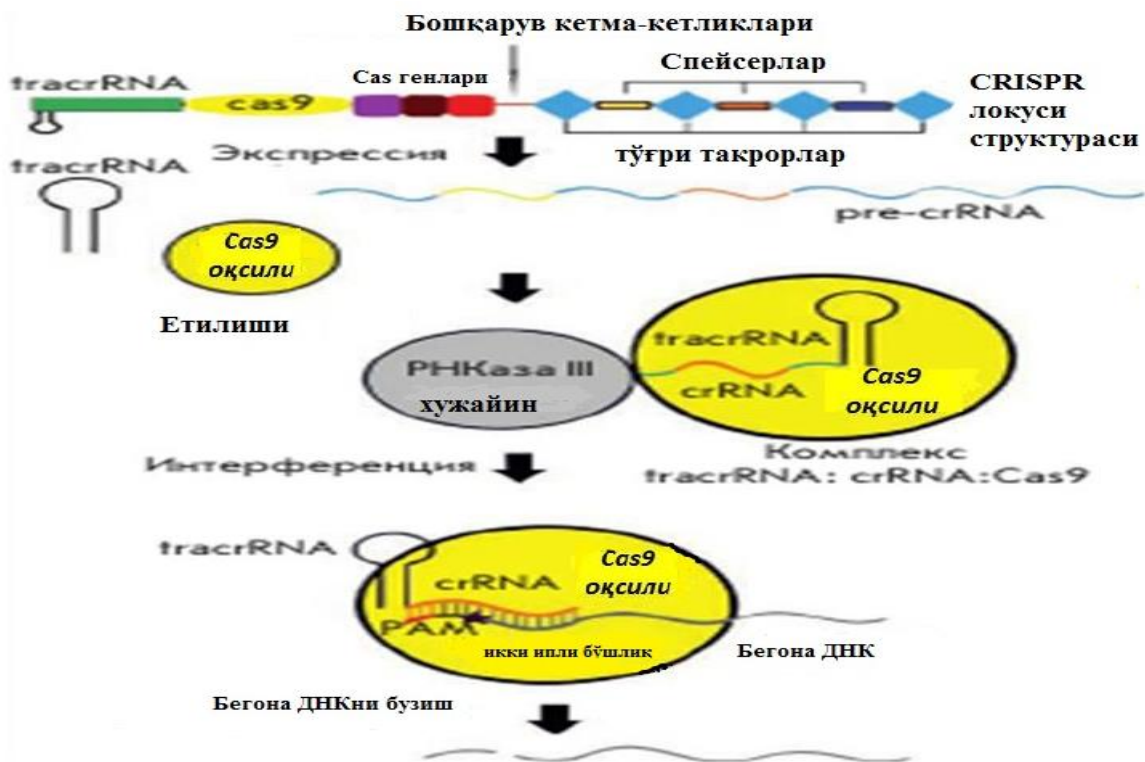 Бошқарув кетма-кетликлари
tracrRNA
cas9
Cas генлари
Спейсерлар
CRISPR
локуси
структураси
Экспрессия
тўғри такрорлар
tracrRNA
pre-crRNA
Cas9
оқсили
Етилиши
РНКаза III
хужайин
tracrRNA
crRNA
Cas9
оқсили
Комплекс
tracrRNA: crRNA:Cas9
Интерференция
tracrRNA
crRNA
Cas9
оқсили
PAM
икки ипли бўшлиқ
Бегона ДНК
Бегона ДНКни бузиш